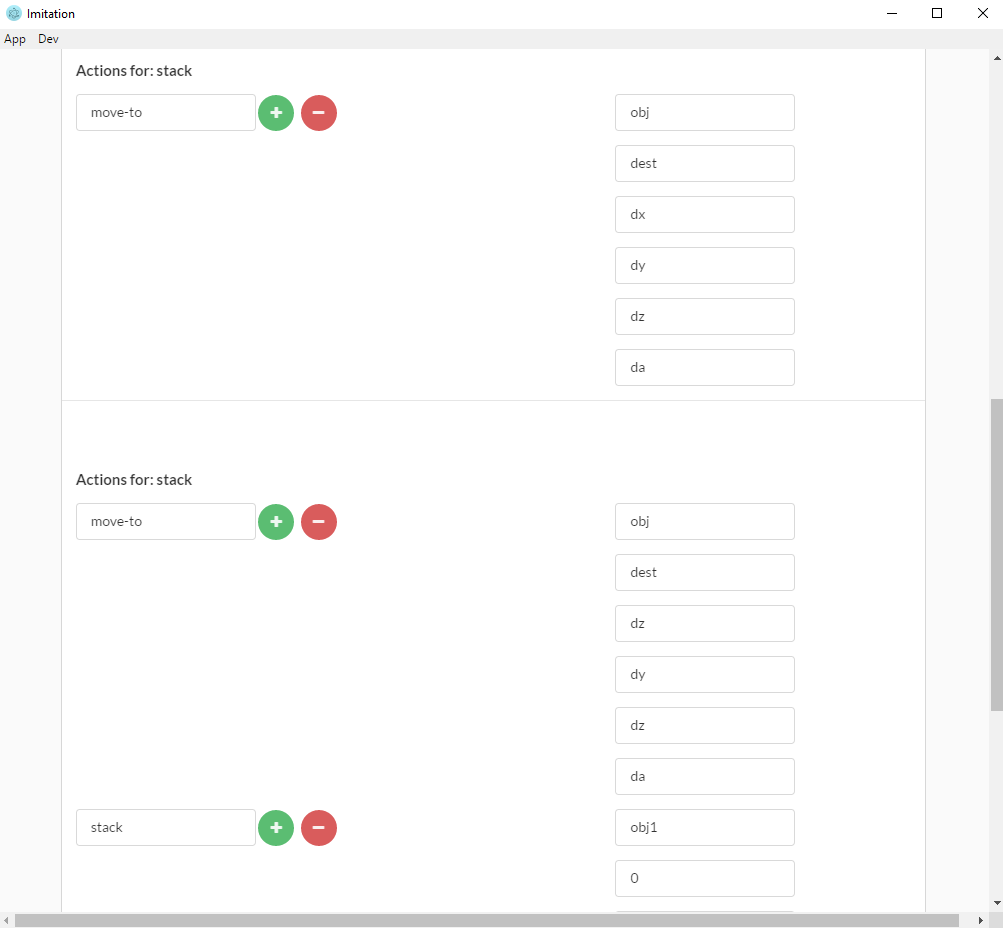 Imitation
App Dev
Actions for: stack
move-to obj
dest
dx
dy
dz
da
Actions for: stack
move-to obj
dest
dz
dy
dz
da
stack obj1
0